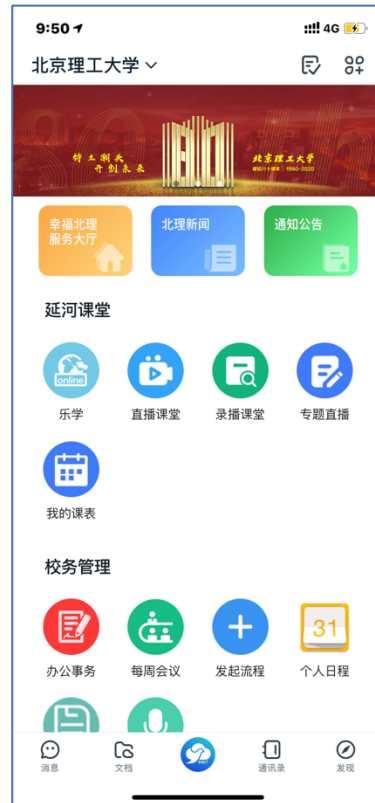 9:50
4G
北京理工大学
特立潮头
开创未来
北京理工大学
1940-2020
幸福北理
服务大厅
北理新闻
通知公告
延河课堂
online
乐学
直播课堂
录播课堂
专题直播
我的课表
校务管理
31
办公事务
每周会议
发起流程
个人日程
消息
文档
通讯录
发现